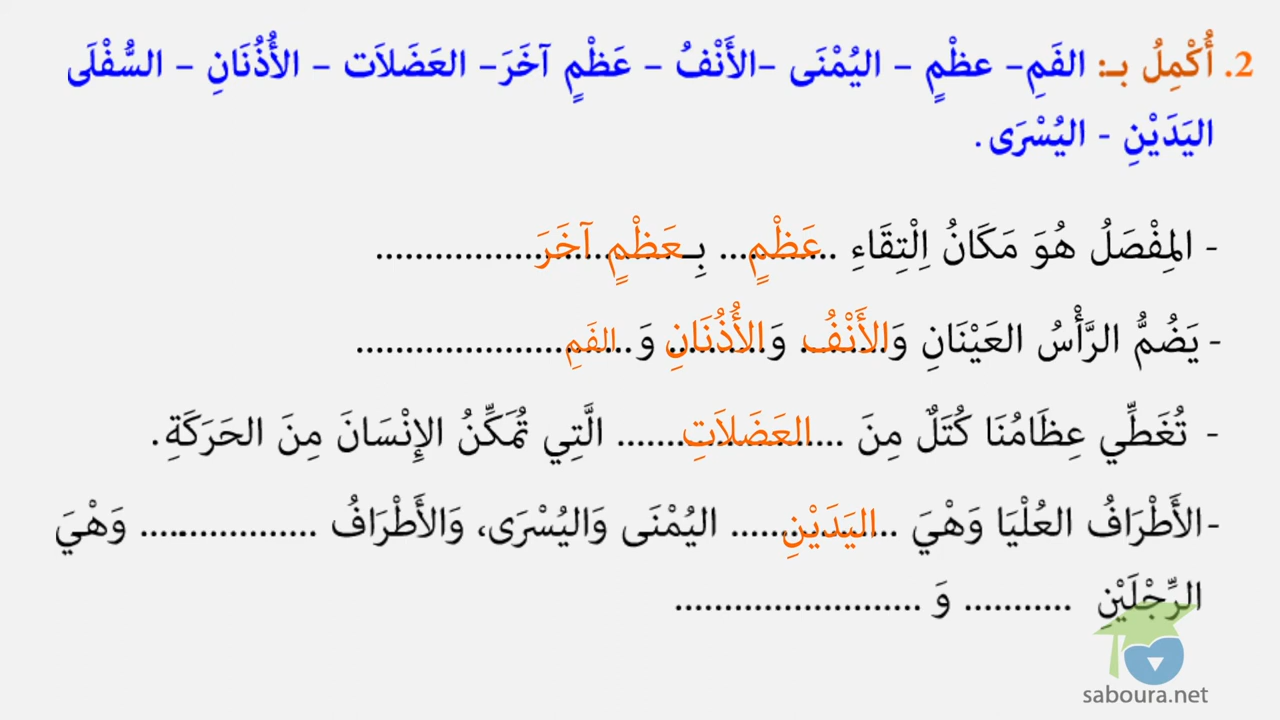 2. أُكْمِلُ بـ: الفَمِ– عظْمٍ – اليُمْنَى –الأَنْفُ – عَظْمٍ آخَرَ– العَضَلاَت – الأُذُنَانِ – السُّفْلَى
اليَدَيْنِ - اليُسْرَى .
- المِفْصَلُ هُوَ مَكَانُ اِلْتِقَاءِ ..عَظْمٍ... بِـعَظْمٍ آخَرَ.................
- يَضُمُّ الرَّأْسُ العَيْنَانِ وَالأَنْفُ وَالأُذُنَانِ وَ ...الفَمِ.....................
- تُغَطِّي عِظَامُنَا كُتَلٌ مِنَ ...العَضَلاَتِ...... الَّتِي تُمَكِّنُ الإِنْسَانَ مِنَ الحَرَكَةِ.
-الأَطْرَافُ العُلْيَا وَهْيَ ..اليَدَيْنِ..... اليُمْنَى وَاليُسْرَى، وَالأَطْرَافُ .................. وَهْيَ
الرِّجْلَيْنِ ........... وَ .........................
saboura.net